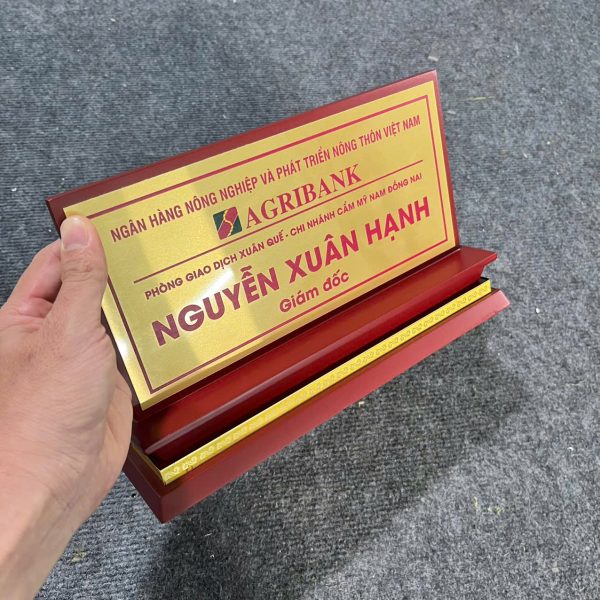 NGÂN HÀNG NÔNG NGHIỆP VÀ PHÁT TRIỂN NÔNG THÔN VIỆT NAM
AGRIBANK
PHÒNG GIAO DỊCH XUÂN QUẾ - CHI NHÁNH CẨM MỸ NAM ĐỒNG NAI
NGUYỄN XUÂN HẠNH
Giám dốc